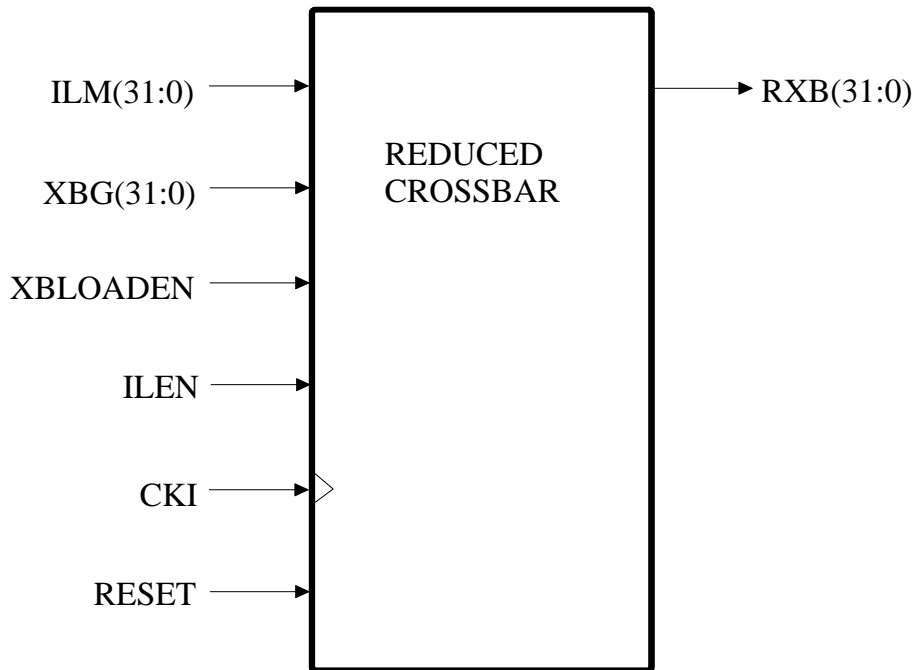 ILM(31:0)
RXB(31:0)
REDUCED
CROSSBAR
XBG(31:0)
XBLOADEN
ILEN
CKI
RESET